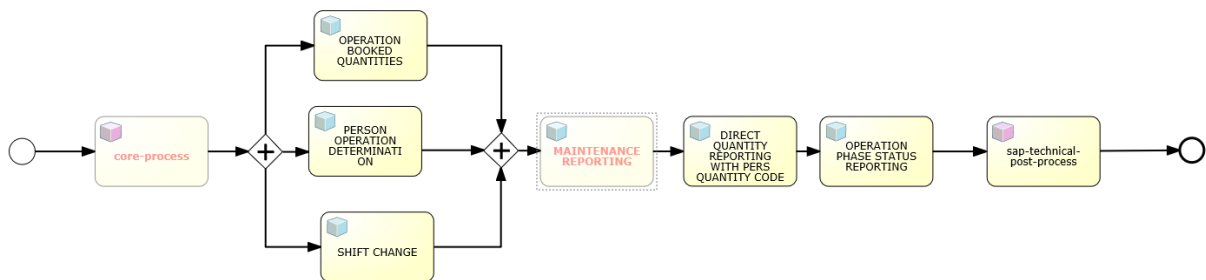 OPERATION
BOOKED
QUANTITIES
core-process
PERSON
OPERATION
DETERMINATI
ON
SHIFT CHANGE
MAINTENANCE
REPORTING
DIRECT
QUANTITY
REPORTING
WITH PERS
QUANTITY CODE
OPERATION
PHASE STATUS
REPORTING
sap-technical-
post-process